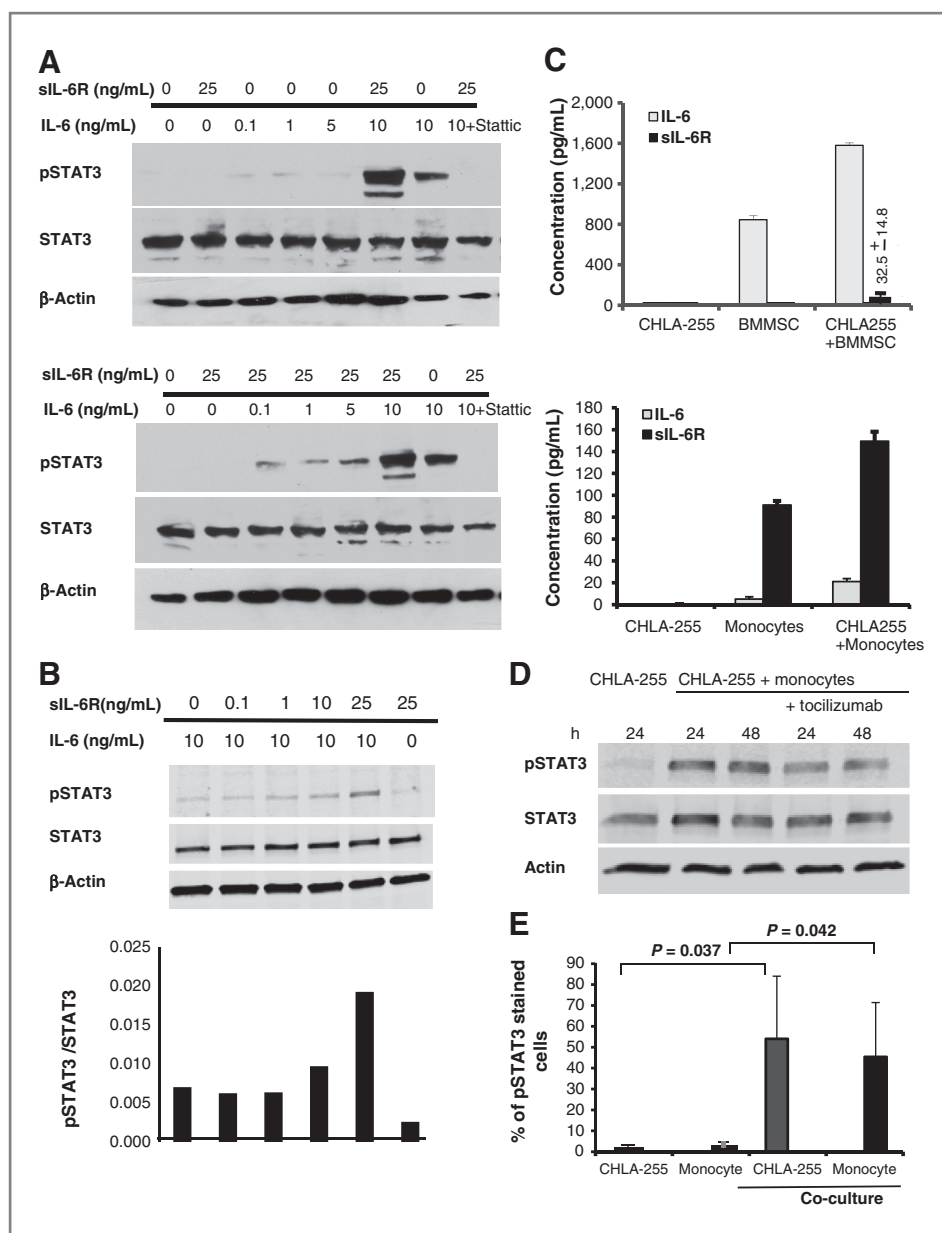 A
sIL-6R (ng/mL) 0 25 0 0 0 25 0 25
IL-6 (ng/mL) 0 0 0.1 1 5 10 10 10+Stattic
pSTAT3
STAT3
β-Actin
sIL-6R (ng/mL) 0 25 25 25 25 25 0 25
IL-6 (ng/mL) 0 0 0.1 1 5 10 10 10+Stattic
pSTAT3
STAT3
β-Actin
B
sIL-6R(ng/mL) 0 0.1 1 10 25 25
IL-6 (ng/mL) 10 10 10 10 10 0
pSTAT3
STAT3
β-Actin
pSTAT3 /STAT3
0.025
0.020
0.015
0.010
0.005
0.000
C
Concentration (pg/mL)
2,000
1,600
1,200
800
400
0
IL-6
sIL-6R
32.5 ± 14.8
CHLA-255 BMMSC CHLA255
+BMMSC
Concentration (pg/mL)
180
160
140
120
100
80
60
40
20
0
IL-6
sIL-6R
CHLA-255 Monocytes CHLA255
+Monocytes
D
CHLA-255 CHLA-255 + monocytes
+ tocilizumab
h 24 24 48 24 48
pSTAT3
STAT3
Actin
E
P = 0.042
P = 0.037
% of pSTAT3 stained
cells
90
80
70
60
50
40
30
20
10
0
CHLA-255 Monocyte CHLA-255 Monocyte
Co-culture